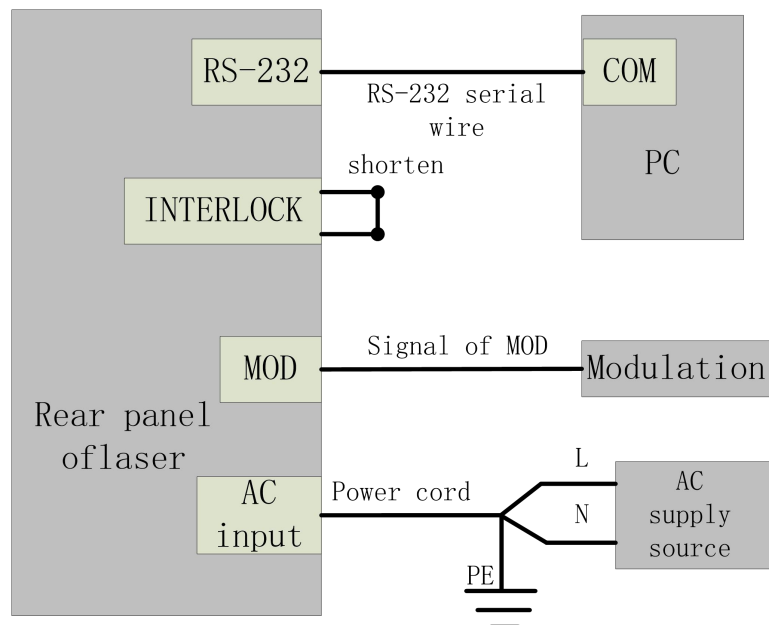 RS-232
COM
RS-232 serial
wire
PC
shorten
INTERLOCK
Signal of MOD
MOD
Modulation
Rear panel
oflaser
AC
input
Power cord
L
N
PE
AC
supply
source